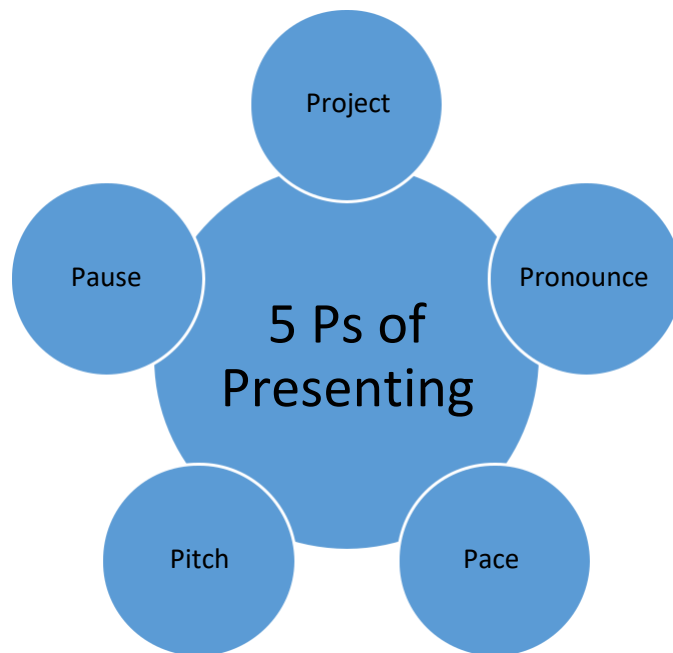 Project
Pause
Pronounce
5 Ps of
Presenting
Pitch
Pace